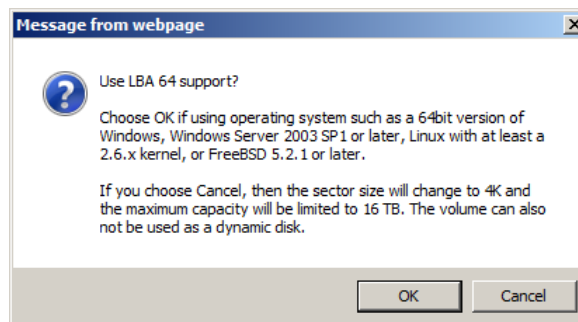 Message from webpage
Use LBA 64 support?
Choose OK if using operating system such as a 64bit version of
Windows, Windows Server 2003 SP1 or later, Linux with at least a
2.6.x kernel, or FreeBSD 5.2.1 or later.
If you choose Cancel, then the sector size will change to 4K and
the maximum capacity will be limited to 16 TB. The volume can also
not be used as a dynamic disk.
OK
Cancel